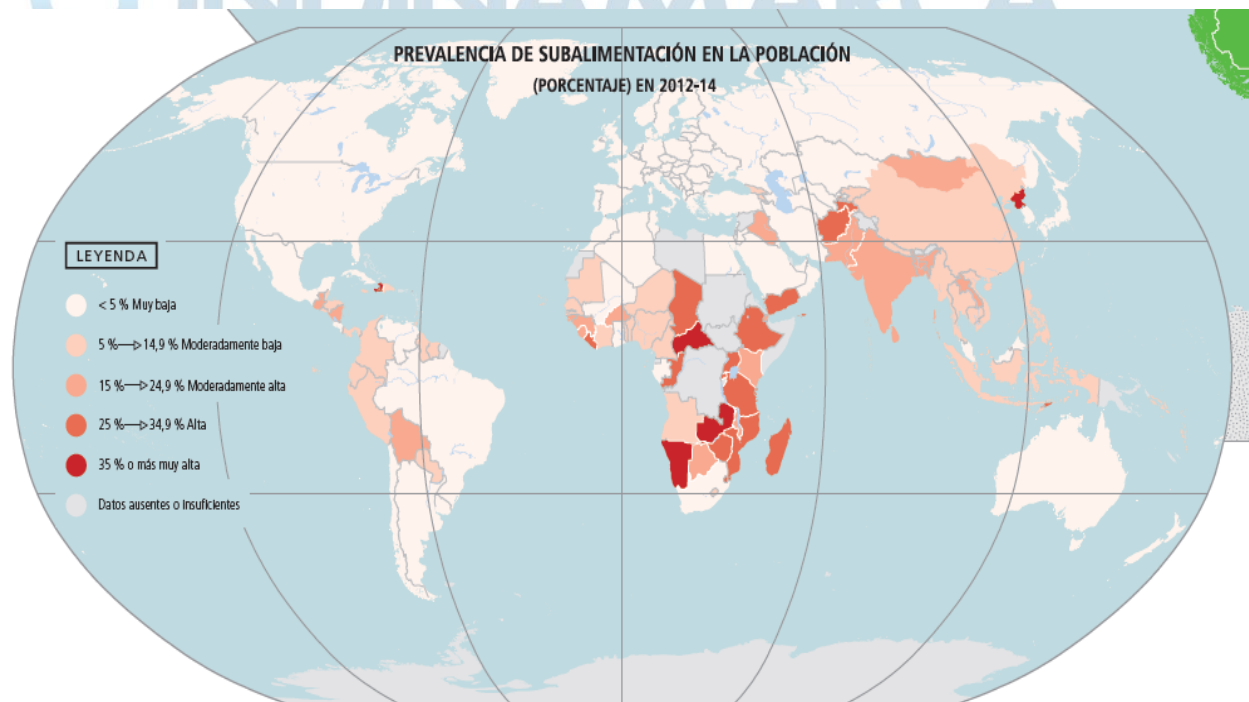 PREVALENCIA DE SUBALIMENTACIÓN EN LA POBLACIÓN
(PORCENTAJE) EN 2012-14
LEYENDA
< 5 % Muy baja
5 %—▷14,9 % Moderadamente baja
15 %—▷24,9 % Moderadamente alta
25 %—▷34,9 % Alta
35 % o más muy alta
Datos ausentes o insuficientes